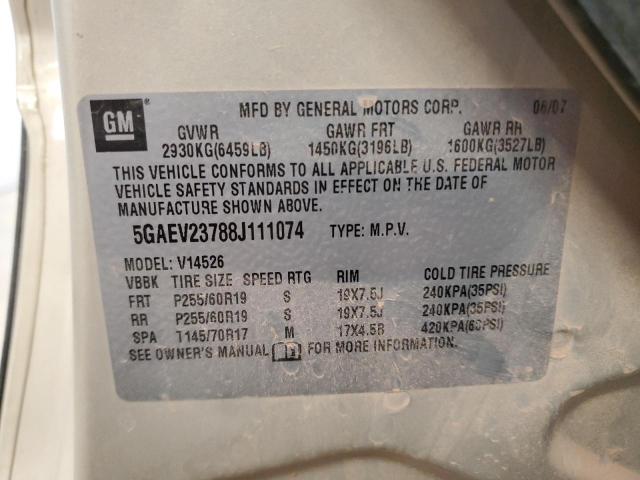 GM MFD BY GENERAL MOTORS CORP. 06/07
GVWR GAWR FRT GAWR RR
2930KG(6459LB) 1450KG(3196LB) 1600KG(3527LB)
THIS VEHICLE CONFORMS TO ALL APPLICABLE U.S. FEDERAL MOTOR
VEHICLE SAFETY STANDARDS IN EFFECT ON THE DATE OF
MANUFACTURE SHOWN ABOVE.
5GAEV23788J111074 TYPE: M.P.V.
MODEL: V14526
VBBK TIRE SIZE SPEED RTG RIM COLD TIRE PRESSURE
FRT P255/60R19 S 19X7.5J 240KPA(35PSI)
RR P255/60R19 S 19X7.5J 240KPA(35PSI)
SPA T145/70R17 M 17X4.5B 420KPA(60PSI)
SEE OWNER'S MANUAL FOR MORE INFORMATION.